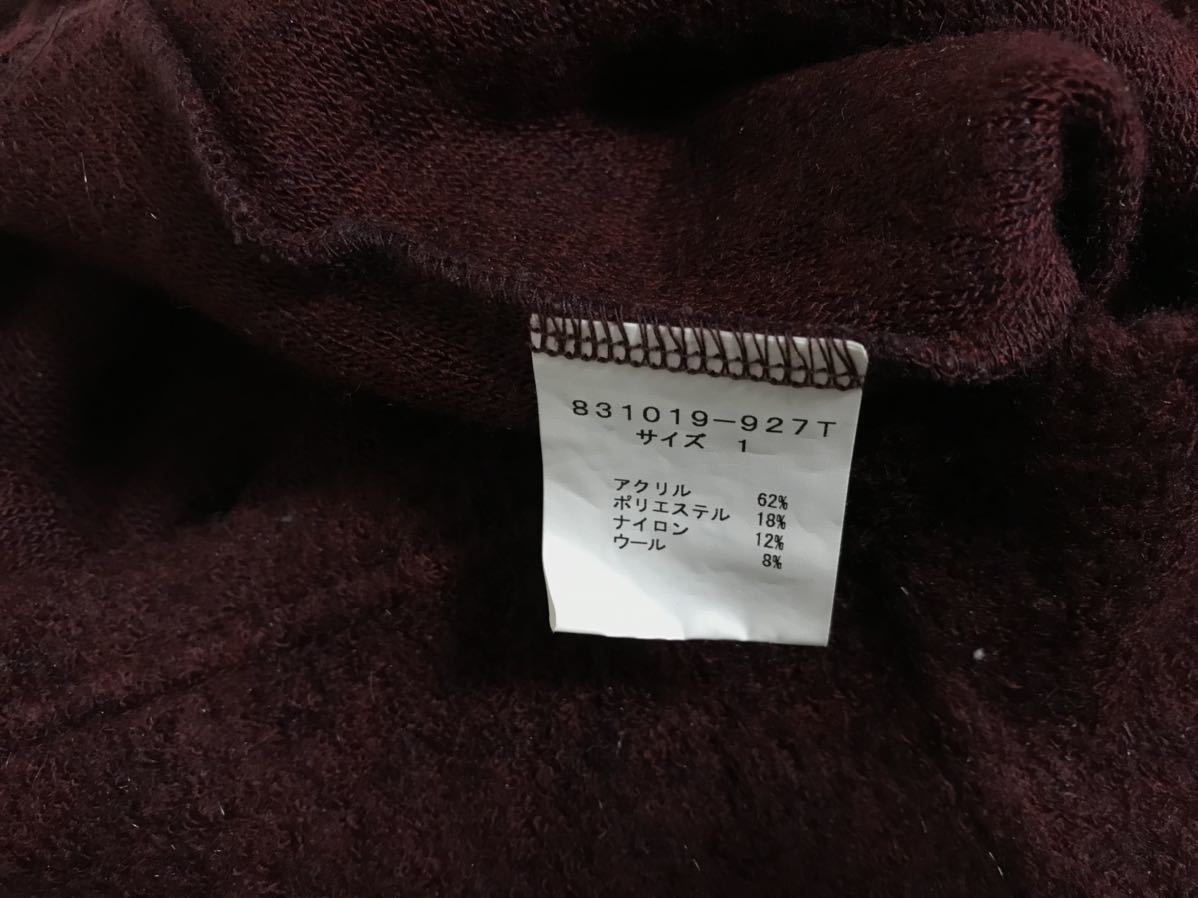 831019-927T
サイズ 1
アクリル 62%
ポリエステル 18%
ナイロン 12%
ウール 8%